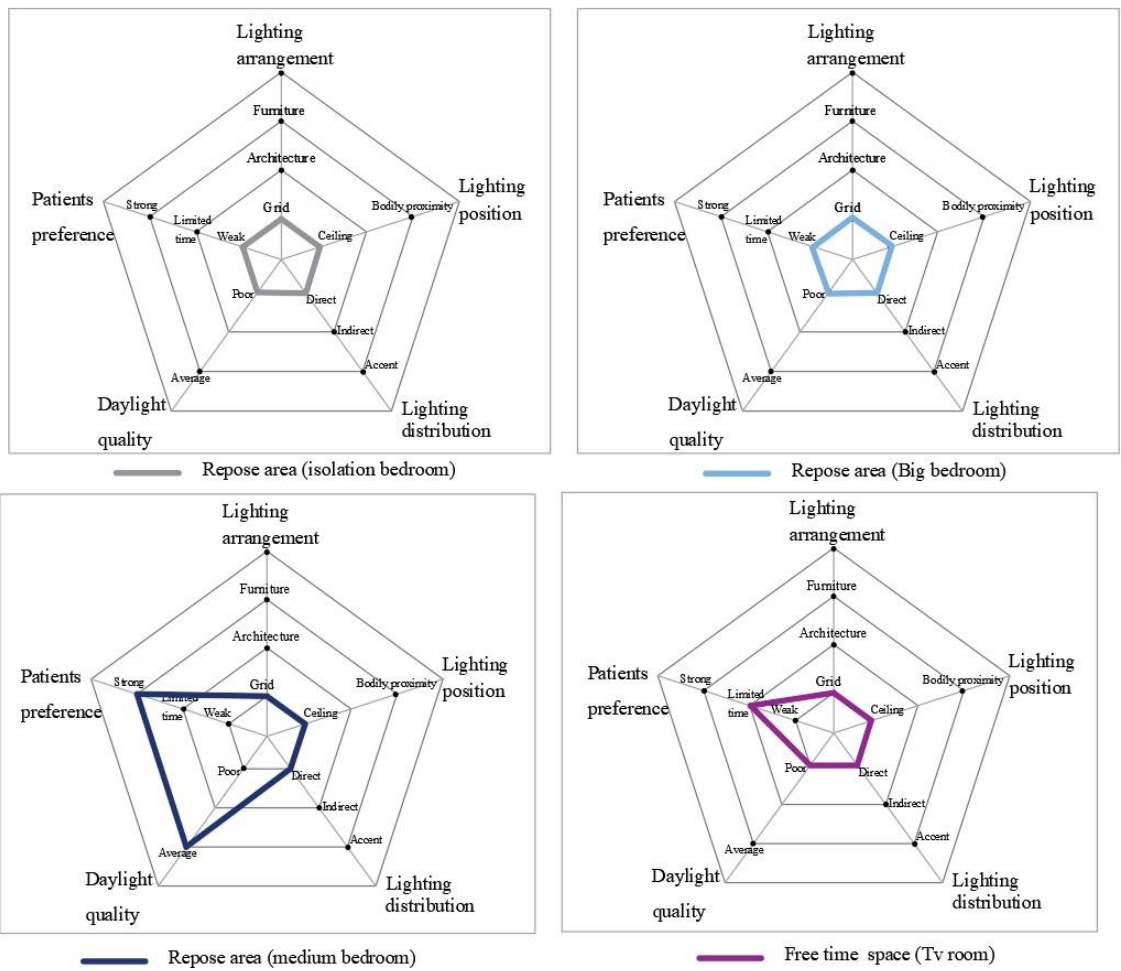 Lighting
arrangement
Furniture
Architecture
Grid
Patients
preference
Strong
Limited
time
Weak
Bodily proximity
Ceiling
Lighting
position
Poor
Direct
Indirect
Average
Accent
Daylight
quality
Lighting
distribution
Repose area (isolation bedroom)
Lighting
arrangement
Furniture
Architecture
Grid
Patients
preference
Strong
Limited
time
Weak
Bodily proximity
Ceiling
Lighting
position
Poor
Direct
Indirect
Average
Accent
Daylight
quality
Lighting
distribution
Repose area (Big bedroom)
Lighting
arrangement
Furniture
Architecture
Grid
Patients
preference
Strong
Limited
time
Weak
Bodily proximity
Ceiling
Lighting
position
Poor
Direct
Indirect
Average
Accent
Daylight
quality
Lighting
distribution
Repose area (medium bedroom)
Lighting
arrangement
Furniture
Architecture
Grid
Patients
preference
Strong
Limited
time
Weak
Bodily proximity
Ceiling
Lighting
position
Poor
Direct
Indirect
Average
Accent
Daylight
quality
Lighting
distribution
Free time space (Tv room)